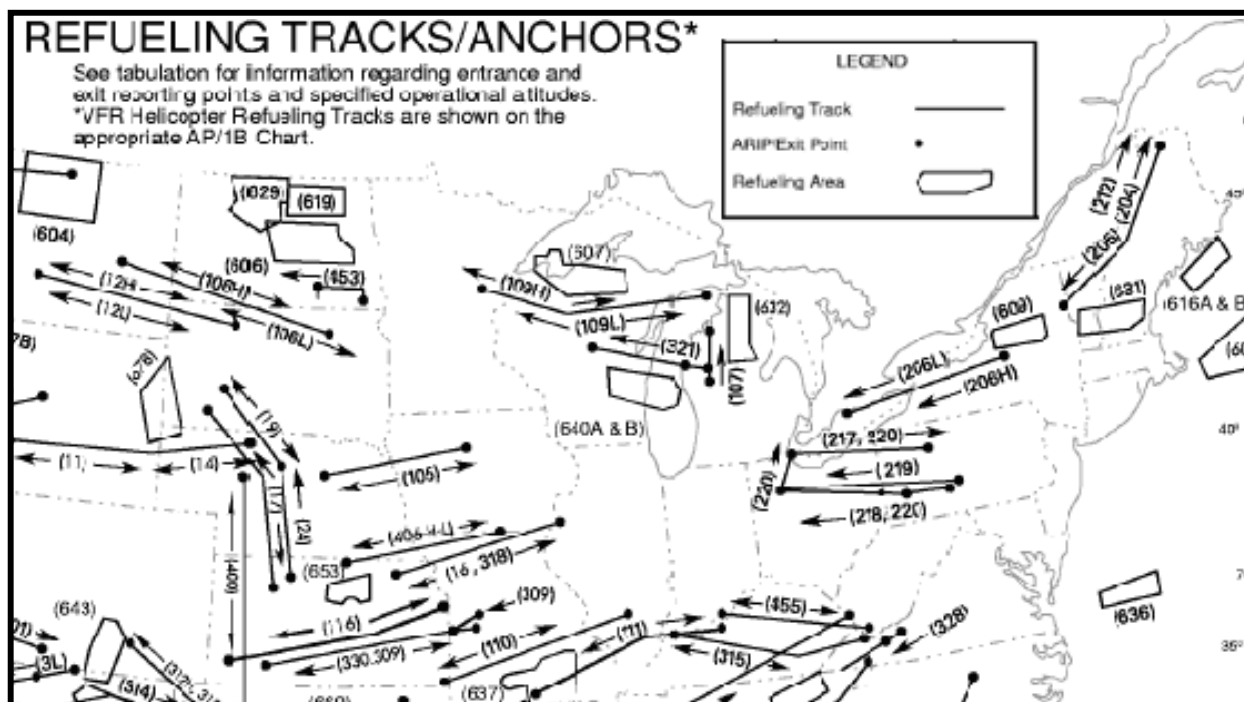 REFUELING TRACKS/ANCHORS*
See tabulation for information regarding entrance and
exit reporting points and specified operational altitudes.
*VFR Helicopter Refueling Tracks are shown on the
appropriate AP/1B Chart.
LEGEND
Refueling Track
ARIP/Exit Point
Refueling Area
(604)
(619)
(606)
(453)
(12H)
(12L)
(106H)
(106L)
(607)
(109H)
(109L)
(321)
(107)
(632)
(640A & B)
(212)
(204)
(609)
(616A & B)
(206L)
(206H)
40°
(11)
(14)
(19)
(17)
(24)
(105)
(217, 220)
(219)
(220)
(218, 220)
(400)
(653)
(16, 318)
(116)
(309)
(330,309)
(110)
(111)
(455)
(315)
(328)
(636)
35°
(643)
(3L)
(314)
(637)